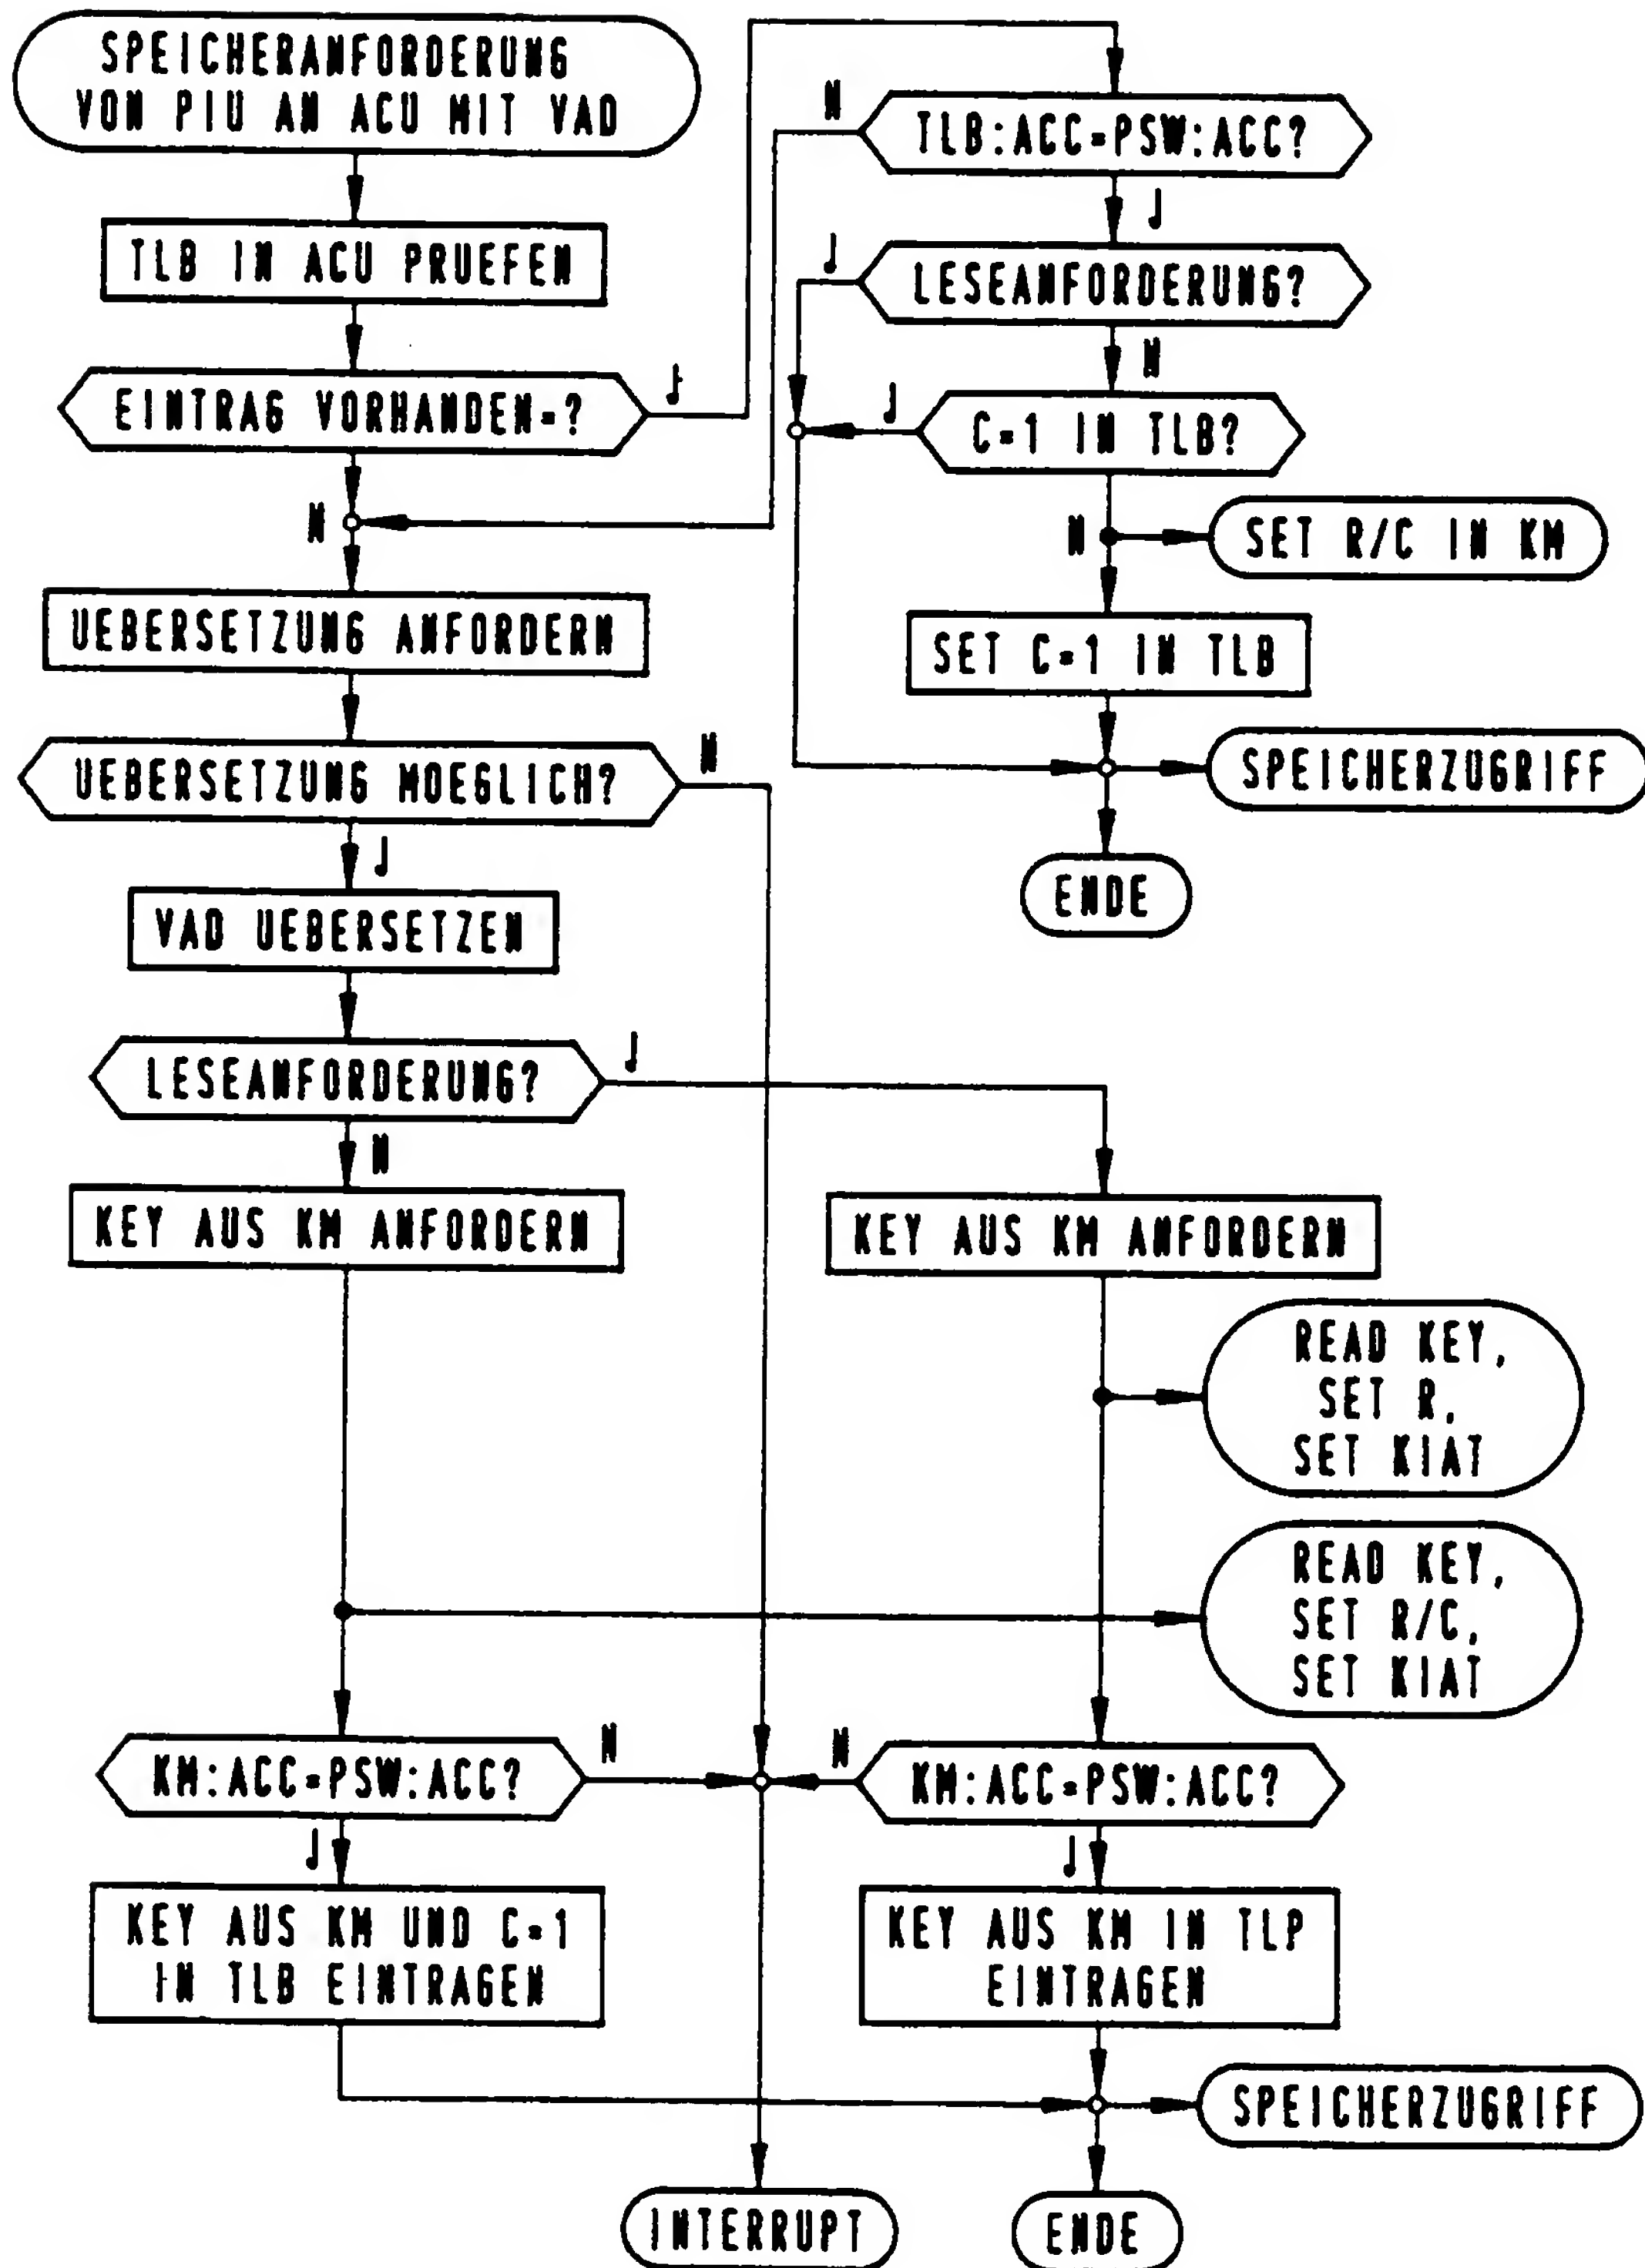 SPEICHERANFORDERUNG
VON PIU AN ACU MIT VAD
TLB IN ACU PRUEFEN
EINTRAG VORHANDEN=?
J
N
UEBERSETZUNG ANFORDERN
UEBERSETZUNG MOEGLICH?
N
J
VAD UEBERSETZEN
LESEANFORDERUNG?
J
N
KEY AUS KM ANFORDERN
KM:ACC=PSW:ACC?
N
J
KEY AUS KM UND C=1
IN TLB EINTRAGEN
INTERRUPT
N
TLB:ACC=PSW:ACC?
J
J
LESEANFORDERUNG?
N
J
C=1 IN TLB?
N
SET R/C IN KM
SET C=1 IN TLB
SPEICHERZUGRIFF
ENDE
KEY AUS KM ANFORDERN
READ KEY,
SET R,
SET KIAT
READ KEY,
SET R/C,
SET KIAT
N
KM:ACC=PSW:ACC?
J
KEY AUS KM IN TLP
EINTRAGEN
SPEICHERZUGRIFF
ENDE